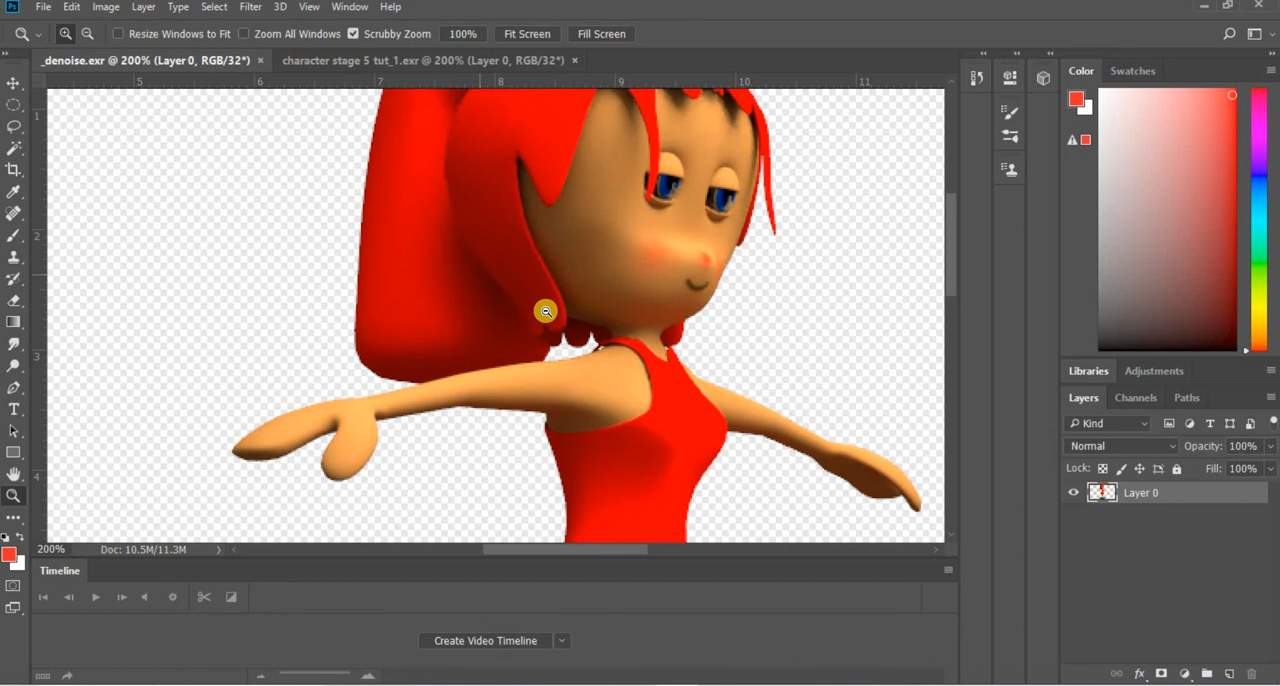 Ps File Edit Image Layer Type Select Filter 3D View Window Help
Resize Windows to Fit Zoom All Windows Scrubby Zoom 100% Fit Screen Fill Screen
_denoise.exr @ 200% (Layer 0, RGB/32*) × character stage 5 tut_1.exr @ 200% (Layer 0, RGB/32*) ×
Color Swatches
5 6 7 8 9 10 11
1
2
3
4
Libraries Adjustments
Layers Channels Paths
Kind
Normal Opacity: 100%
Lock: Fill: 100%
Layer 0
T
200% Doc: 10.5M/11.3M
Timeline
Create Video Timeline
fx